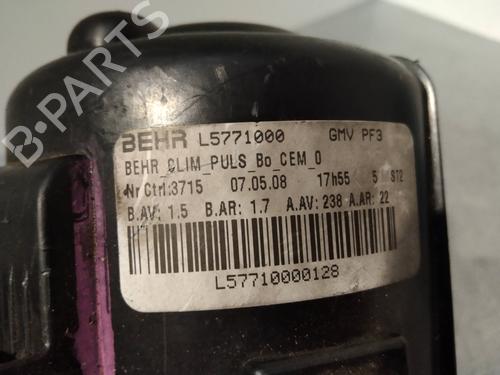 BEHR L5771000 GMV PF3
BEHR_CLIM_PULS_Bo_CEM_0
Nr Ctrl:3715 07.05.08 17h55 5 ST2
B.AV: 1.5 B.AR: 1.7 A.AV: 238 A.AR: 22
L57710000128